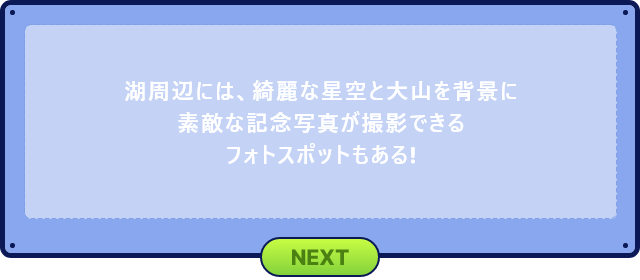 湖周辺には、綺麗な星空と大山を背景に
素敵な記念写真が撮影できる
フォトスポットもある!
NEXT